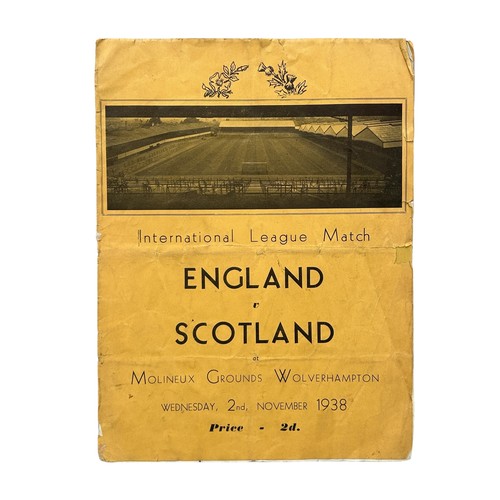 International League Match
ENGLAND
v
SCOTLAND
at
MOLINEUX GROUNDS WOLVERHAMPTON
WEDNESDAY, 2nd, NOVEMBER 1938
Price - 2d.